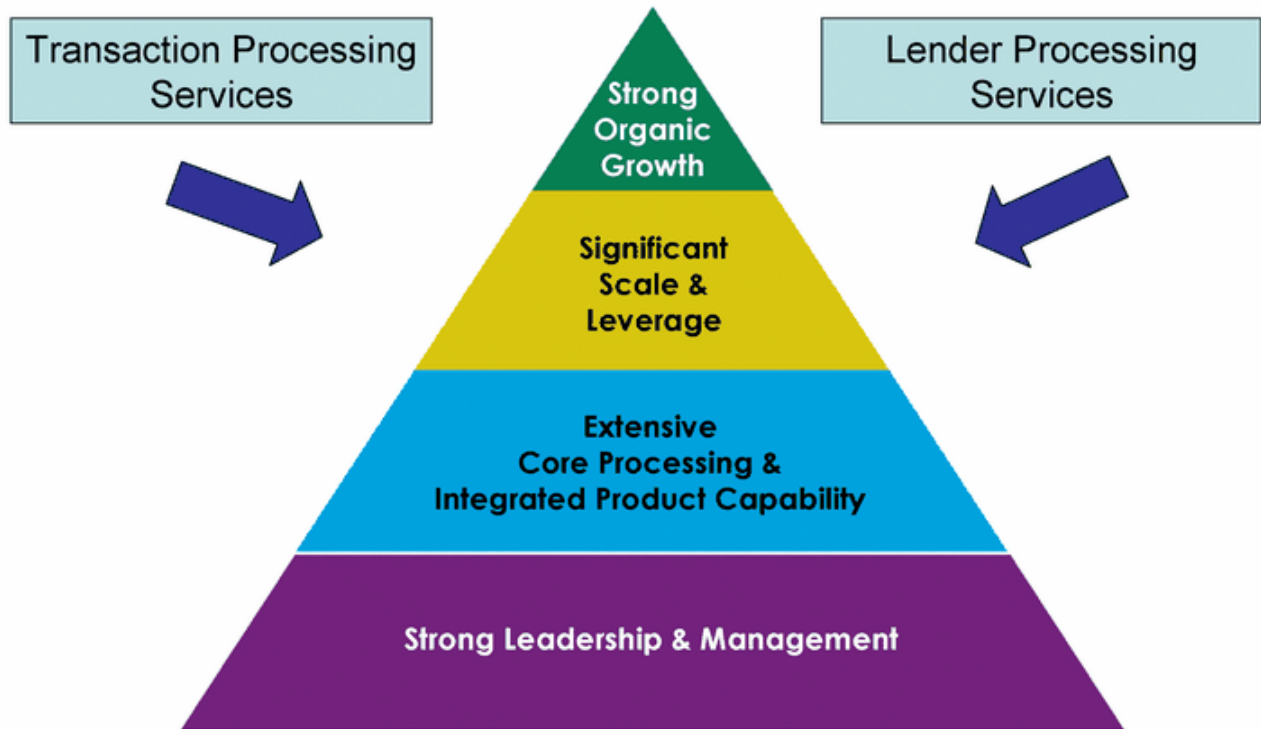 Transaction Processing
Services
Lender Processing
Services
Strong
Organic
Growth
Significant
Scale &
Leverage
Extensive
Core Processing &
Integrated Product Capability
Strong Leadership & Management